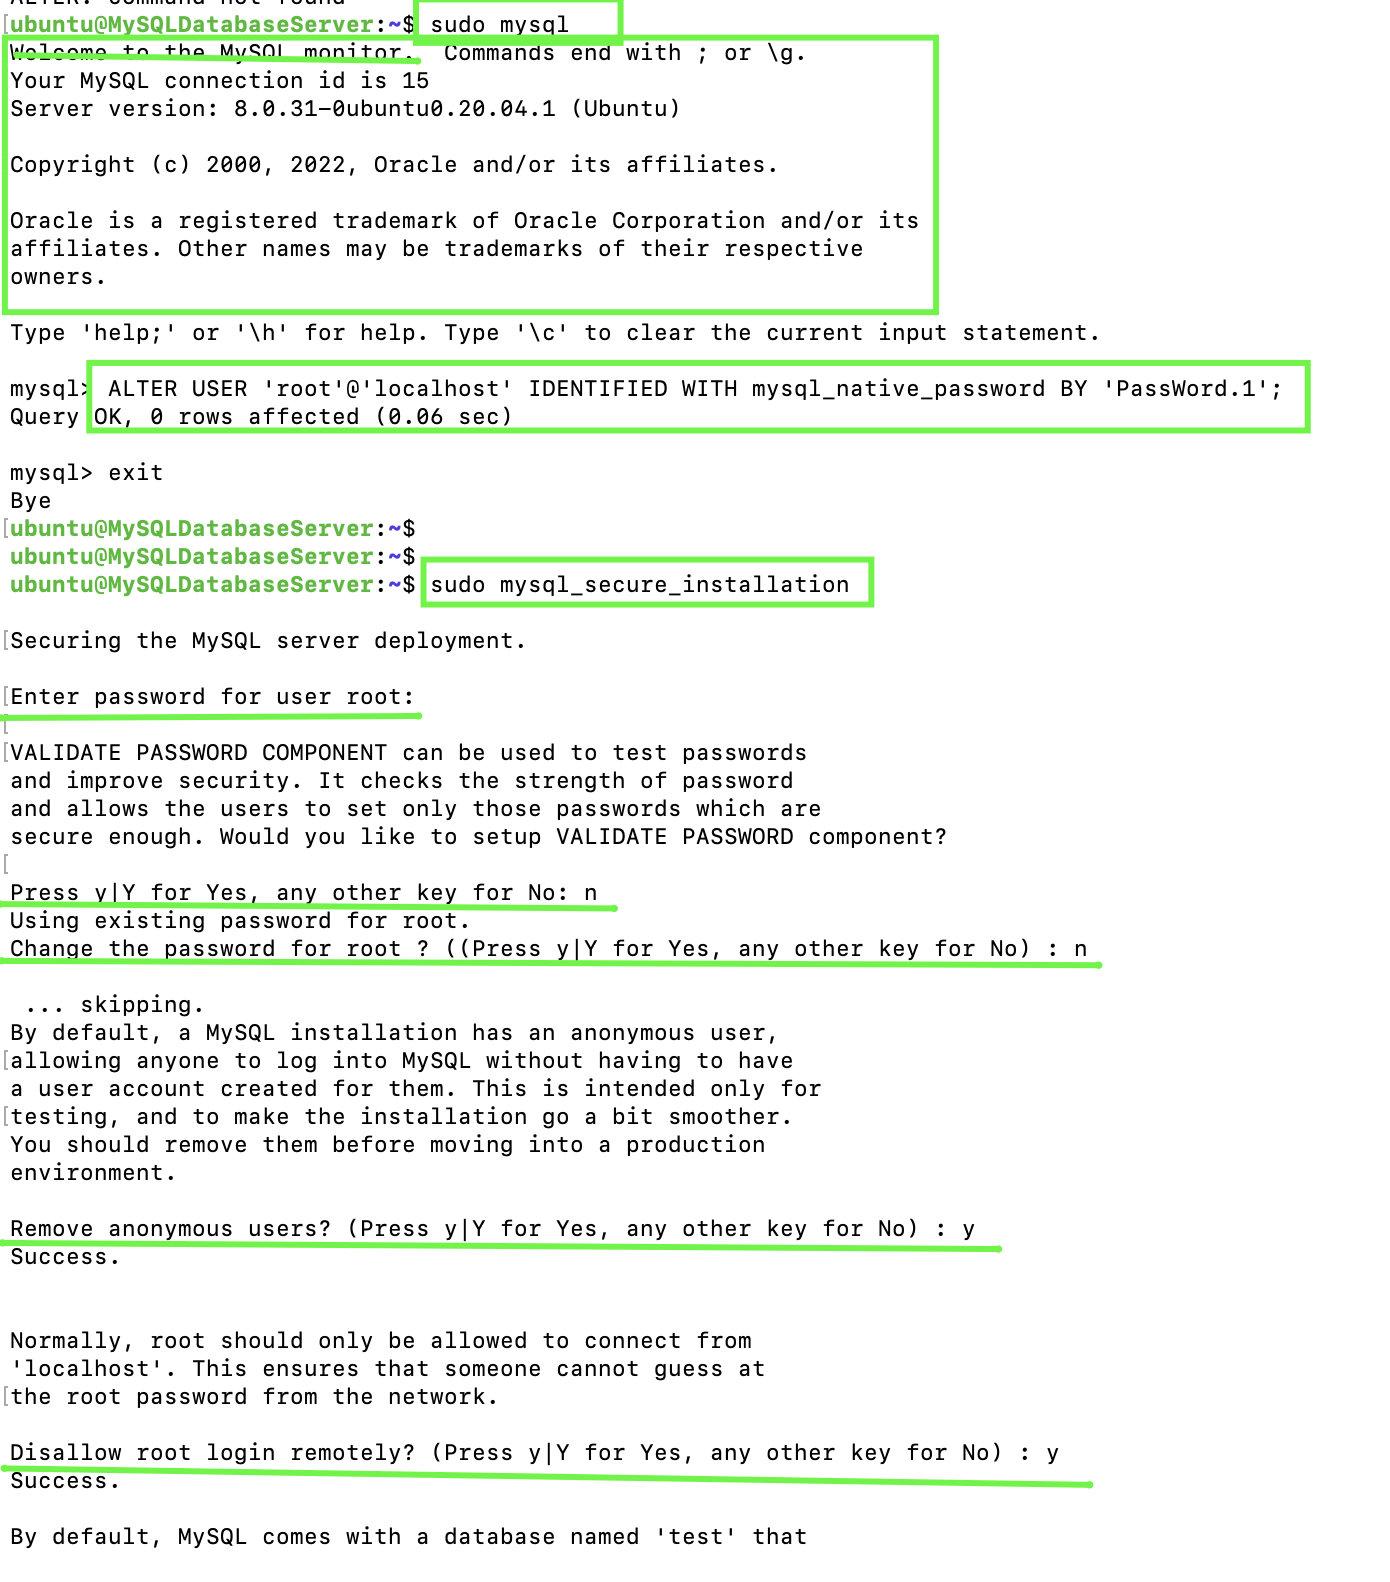 ALTER: command not found
ubuntu@MySQLDatabaseServer:~$ sudo mysql
Welcome to the MySQL monitor.  Commands end with ; or \g.
Your MySQL connection id is 15
Server version: 8.0.31-0ubuntu0.20.04.1 (Ubuntu)
Copyright (c) 2000, 2022, Oracle and/or its affiliates.
Oracle is a registered trademark of Oracle Corporation and/or its
affiliates. Other names may be trademarks of their respective
owners.
Type 'help;' or '\h' for help. Type '\c' to clear the current input statement.
mysql> ALTER USER 'root'@'localhost' IDENTIFIED WITH mysql_native_password BY 'PassWord.1';
Query OK, 0 rows affected (0.06 sec)
mysql> exit
Bye
ubuntu@MySQLDatabaseServer:~$
ubuntu@MySQLDatabaseServer:~$
ubuntu@MySQLDatabaseServer:~$ sudo mysql_secure_installation
Securing the MySQL server deployment.
Enter password for user root:
VALIDATE PASSWORD COMPONENT can be used to test passwords
and improve security. It checks the strength of password
and allows the users to set only those passwords which are
secure enough. Would you like to setup VALIDATE PASSWORD component?
Press y|Y for Yes, any other key for No: n
Using existing password for root.
Change the password for root ? ((Press y|Y for Yes, any other key for No) : n
 ... skipping.
By default, a MySQL installation has an anonymous user,
allowing anyone to log into MySQL without having to have
a user account created for them. This is intended only for
testing, and to make the installation go a bit smoother.
You should remove them before moving into a production
environment.
Remove anonymous users? (Press y|Y for Yes, any other key for No) : y
Success.
Normally, root should only be allowed to connect from
'localhost'. This ensures that someone cannot guess at
the root password from the network.
Disallow root login remotely? (Press y|Y for Yes, any other key for No) : y
Success.
By default, MySQL comes with a database named 'test' that